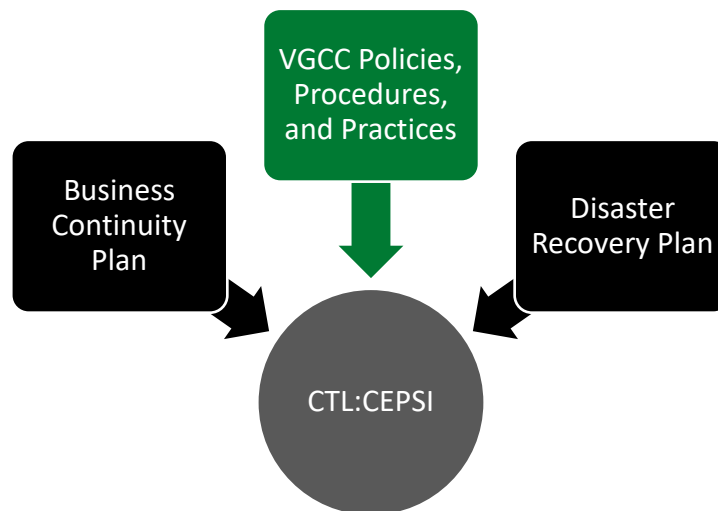 VGCC Policies,
Procedures,
and Practices
Business
Continuity
Plan
Disaster
Recovery Plan
CTL:CEPSI